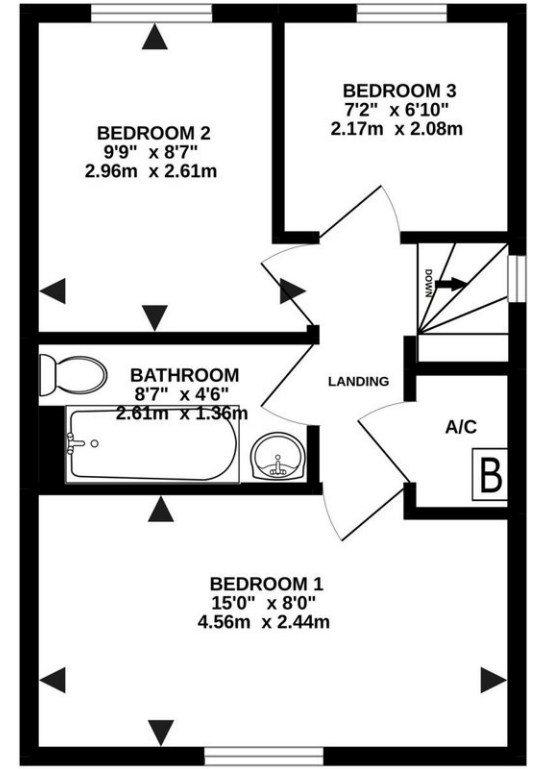 BEDROOM 3
7'2" x 6'10"
2.17m x 2.08m
BEDROOM 2
9'9" x 8'7"
2.96m x 2.61m
DOWN
LANDING
BATHROOM
8'7" x 4'6"
2.61m x 1.36m
A/C
B
BEDROOM 1
15'0" x 8'0"
4.56m x 2.44m